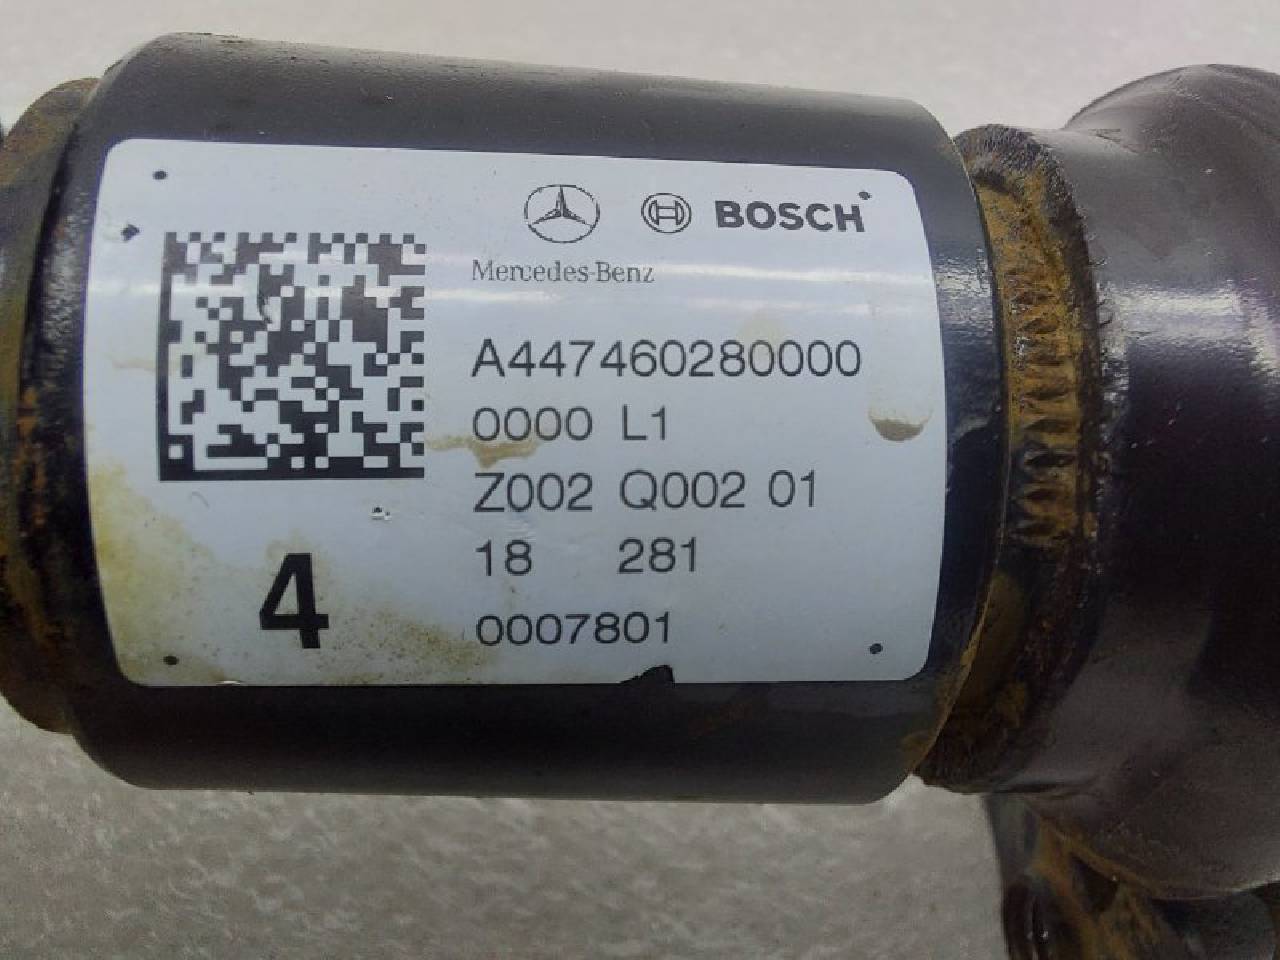 BOSCH
Mercedes-Benz
A447460280000
0000 L1
Z002 Q002 01
18 281
0007801
4